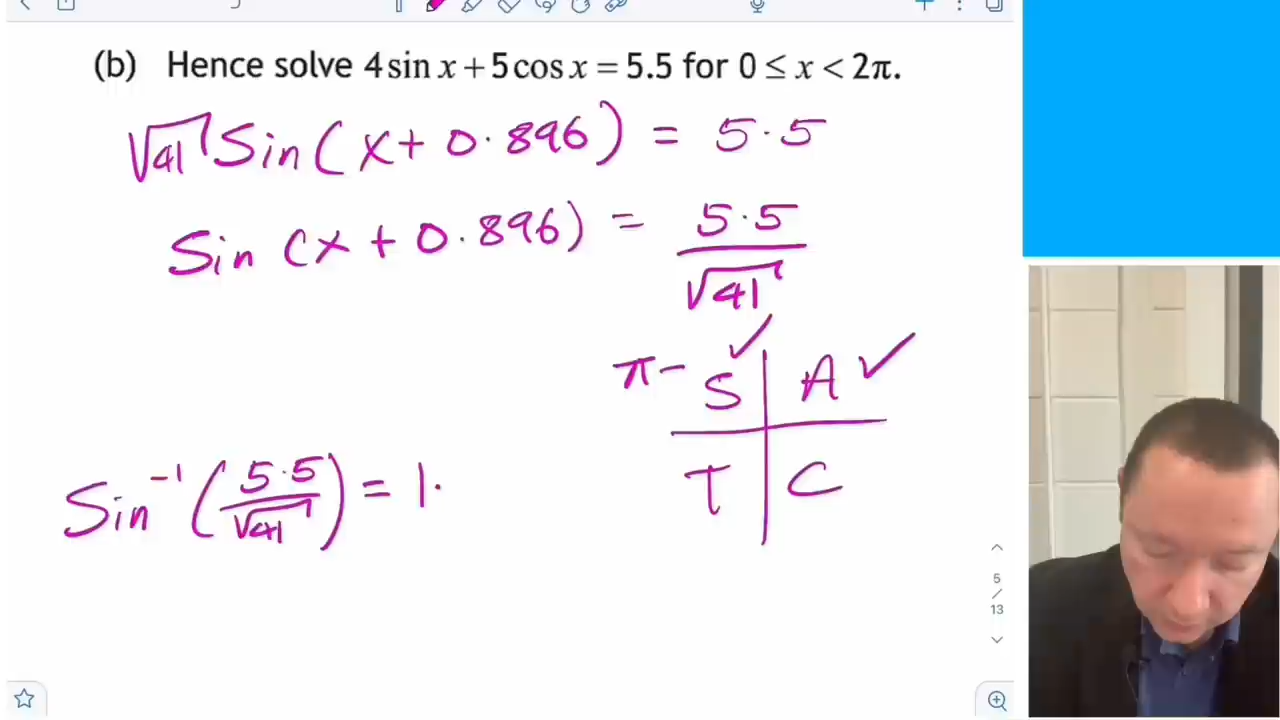 (b) Hence solve 4 sin x + 5 cos x = 5.5 for 0 ≤ x < 2π.
√41 Sin(x + 0.896) = 5.5
Sin(x + 0.896) = 5.5/√41
π- S ✓ A ✓
T C
Sin⁻¹(5.5/√41) = 1.
5
/
13